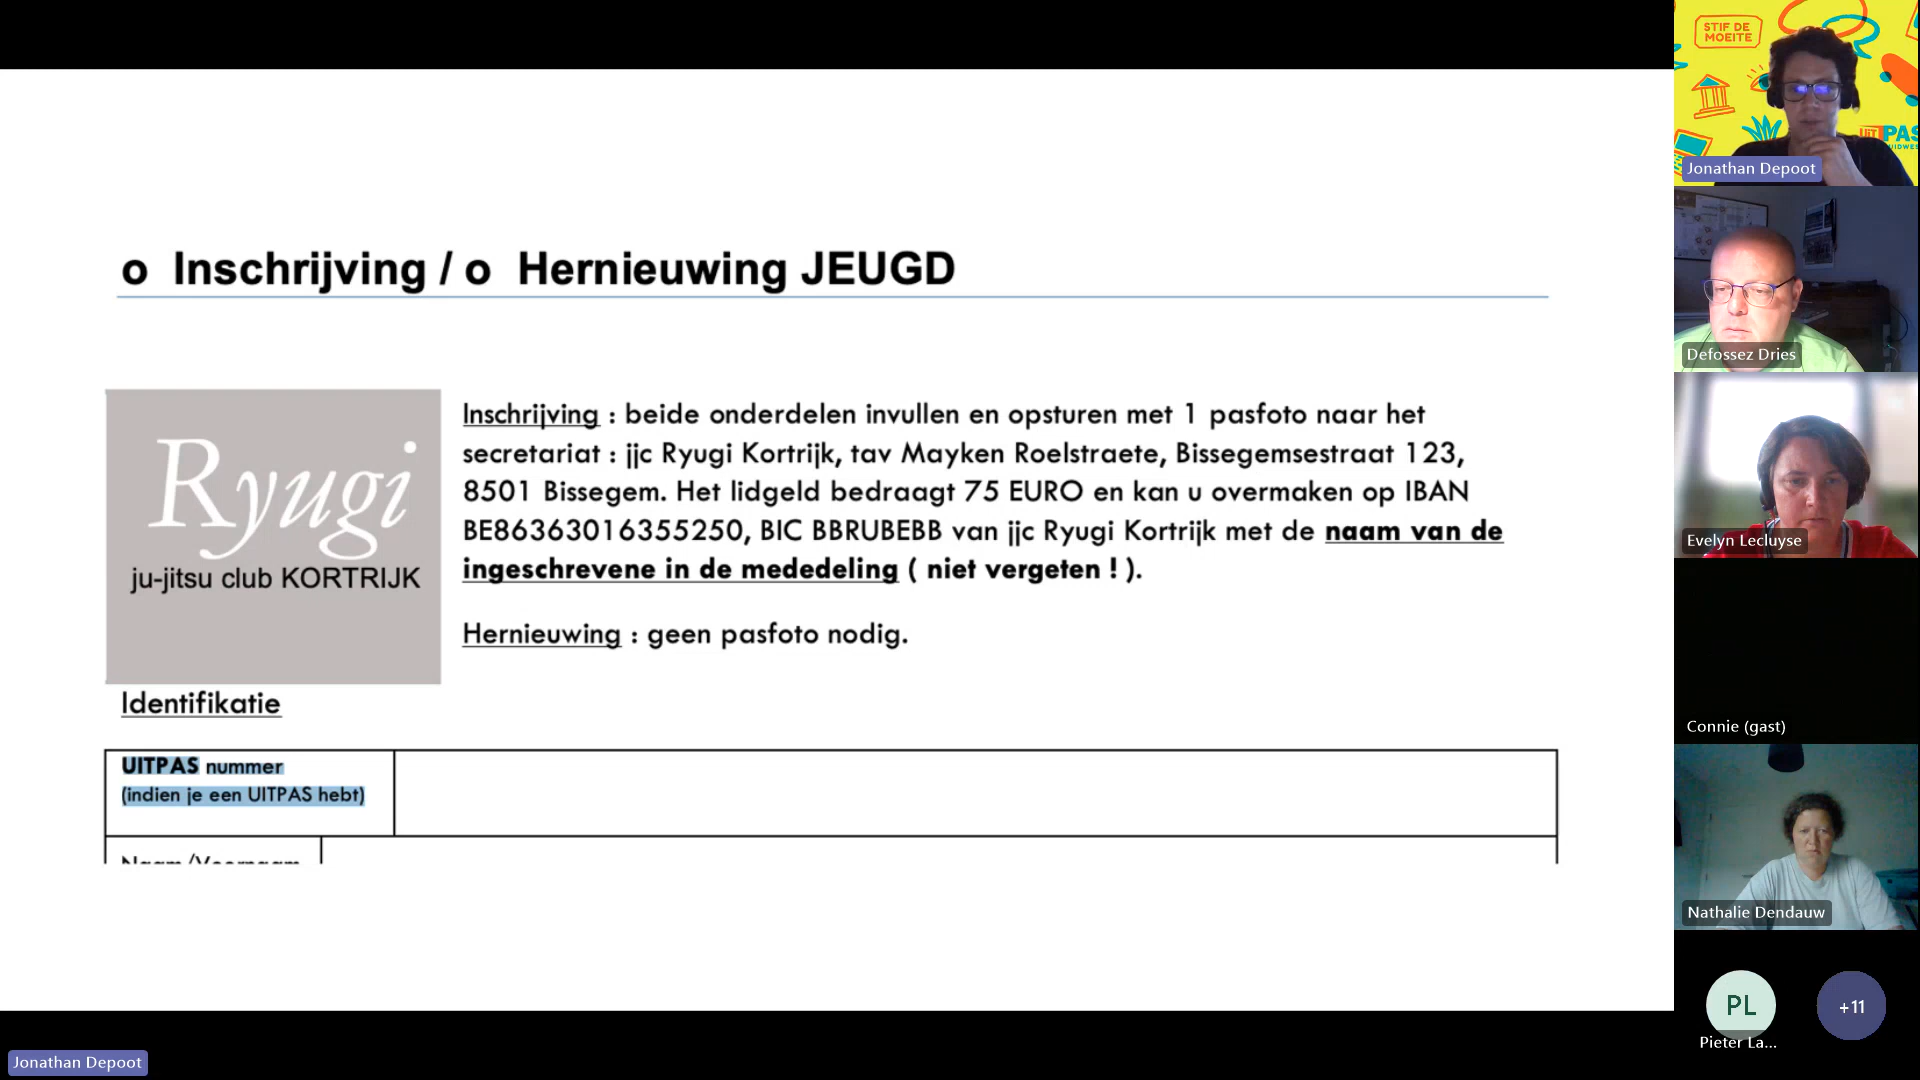 o Inschrijving / o Hernieuwing JEUGD
Ryugi
ju-jitsu club KORTRIJK
Inschrijving : beide onderdelen invullen en opsturen met 1 pasfoto naar het
secretariat : jjc Ryugi Kortrijk, tav Mayken Roelstraete, Bissegemsestraat 123,
8501 Bissegem. Het lidgeld bedraagt 75 EURO en kan u overmaken op IBAN
BE86363016355250, BIC BBRUBEBB van jjc Ryugi Kortrijk met de naam van de
ingeschrevene in de mededeling ( niet vergeten ! ).
Hernieuwing : geen pasfoto nodig.
Identifikatie
UITPAS nummer
(indien je een UITPAS hebt)
Naam/Voornaam
Jonathan Depoot
STIF DE
MOEITE
UiTPAS
Jonathan Depoot
Defossez Dries
Evelyn Lecluyse
Connie (gast)
Nathalie Dendauw
PL
+11
Pieter La...